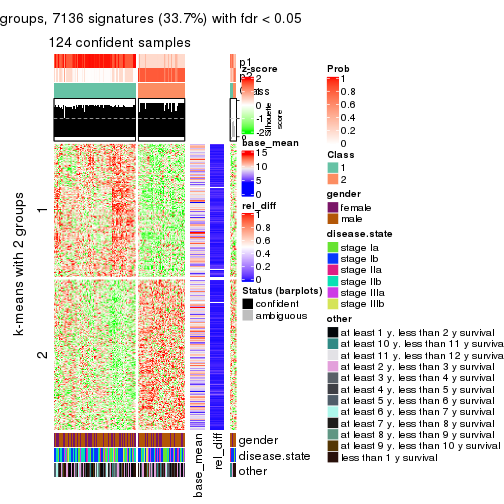 groups, 7136 signatures (33.7%) with fdr < 0.05
124 confident samples
p1
p2
Class
Silhouette
score
1
2
k-means with 2 groups
gender
disease.state
other
base_mean
rel_diff
z-score
2
1
0
-1
-2
base_mean
15
10
5
0
rel_diff
1
0.8
0.6
0.4
0.2
0
Status (barplots)
confident
ambiguous
Prob
1
0.8
0.6
0.4
0.2
0
Class
1
2
gender
female
male
disease.state
stage Ia
stage Ib
stage IIa
stage IIb
stage IIIa
stage IIIb
other
at least 1 y. less than 2 y survival
at least 10 y. less than 11 y surviva
at least 11 y. less than 12 y surviva
at least 2 y. less than 3 y survival
at least 3 y. less than 4 y survival
at least 4 y. less than 5 y survival
at least 5 y. less than 6 y survival
at least 6 y. less than 7 y survival
at least 7 y. less than 8 y survival
at least 8 y. less than 9 y survival
at least 9 y. less than 10 y survival
less than 1 y survival